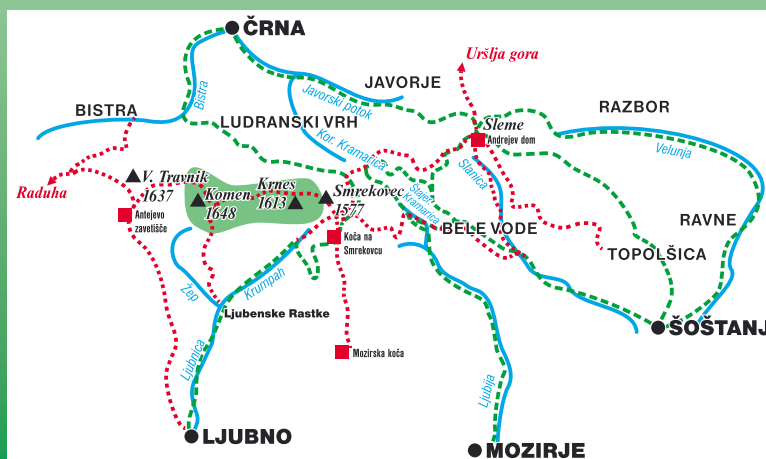 ČRNA
Uršlja gora
JAVORJE
Bistra
Javorski potok
BISTRA
RAZBOR
LUDRANSKI VRH
Sleme
Kor. Kramarica
Andrejev dom
Velunja
Slanica
V. Travnik
1637
Raduha
Komen
1648
Krnes
1613
Smrekovec
1577
Štajer.
Kramarica
Antejevo
zavetišče
RAVNE
BELE VODE
Koča na
Smrekovcu
TOPOLŠICA
Žep
Krumpah
Ljubenske Rastke
ŠOŠTANJ
Ljubnica
Mozirska koča
Ljubija
LJUBNO
MOZIRJE